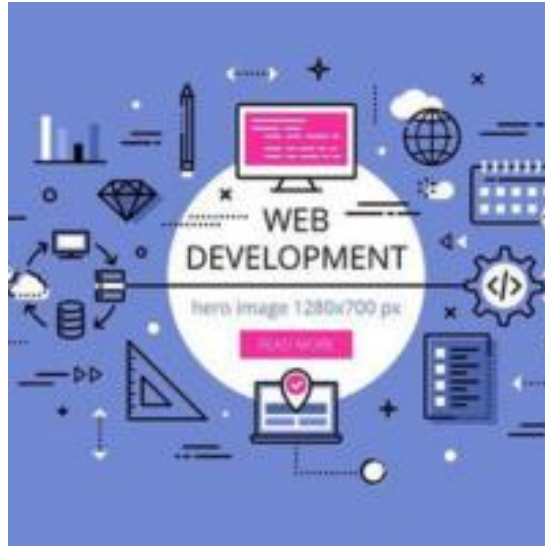 WEB
DEVELOPMENT
hero image 1280x700 px
READ MORE
</>